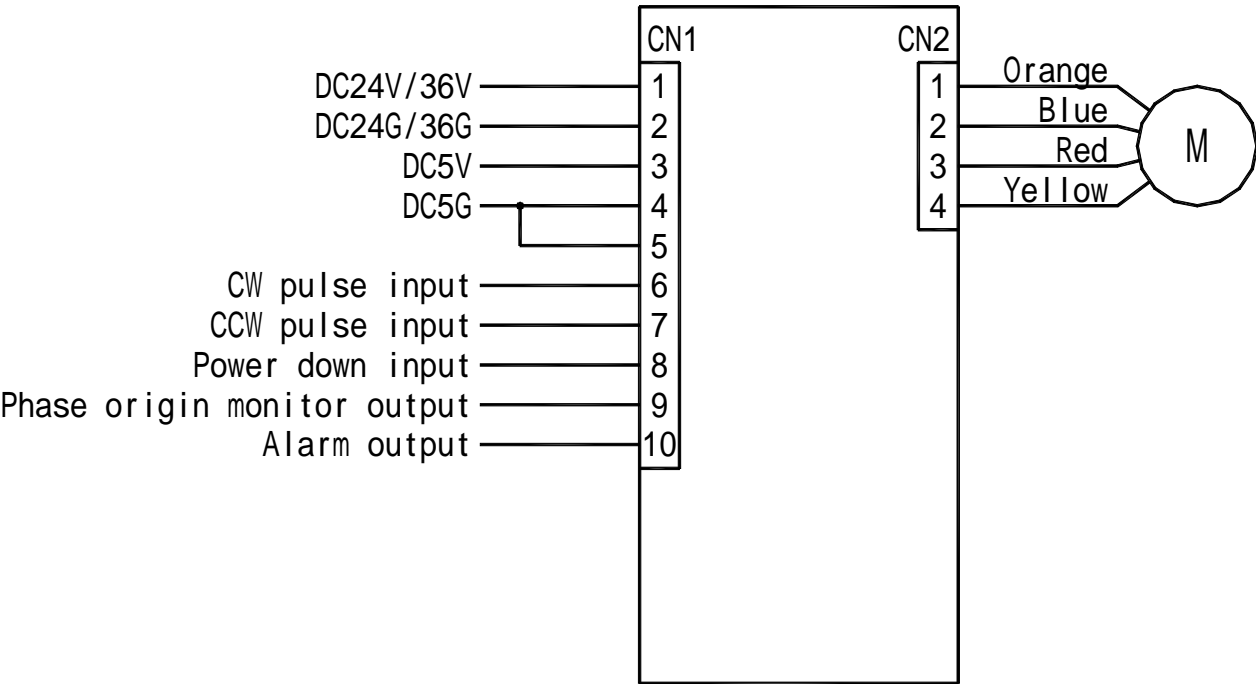 CN1 CN2
DC24V/36V 1 1 Orange
DC24G/36G 2 2 Blue
DC5V 3 3 Red
DC5G 4 4 Yellow
M
5
CW pulse input 6
CCW pulse input 7
Power down input 8
Phase origin monitor output 9
Alarm output 10